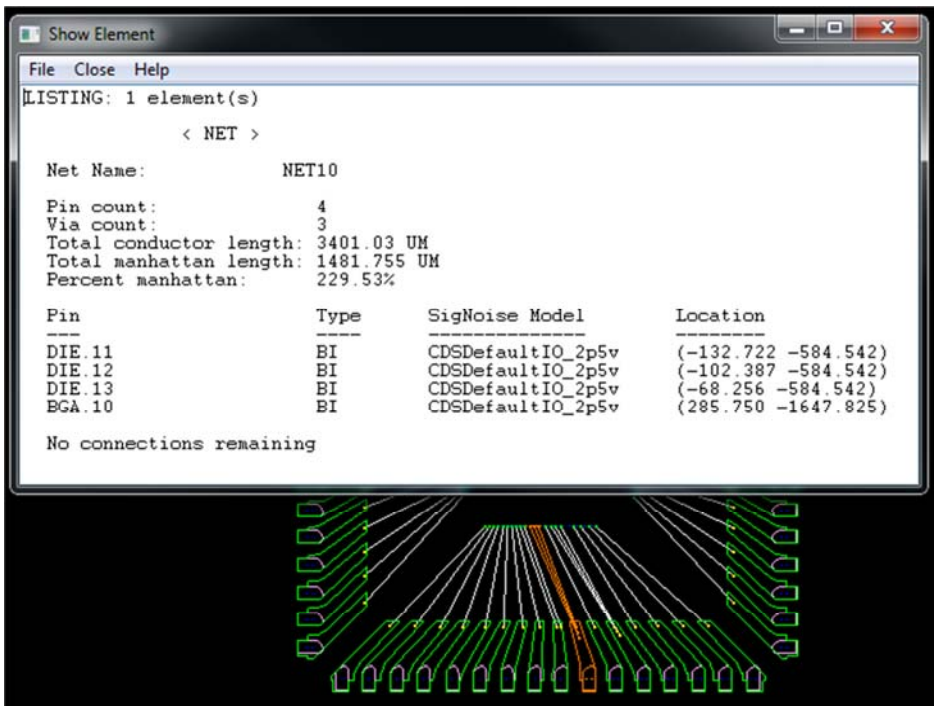 Show Element
File Close Help
LISTING: 1 element(s)
< NET >
Net Name: NET10
Pin count: 4
Via count: 3
Total conductor length: 3401.03 UM
Total manhattan length: 1481.755 UM
Percent manhattan: 229.53%
Pin Type SigNoise Model Location
--- ---- -------------- --------
DIE.11 BI CDSDefaultIO_2p5v (-132.722 -584.542)
DIE.12 BI CDSDefaultIO_2p5v (-102.387 -584.542)
DIE.13 BI CDSDefaultIO_2p5v (-68.256 -584.542)
BGA.10 BI CDSDefaultIO_2p5v (285.750 -1647.825)
No connections remaining